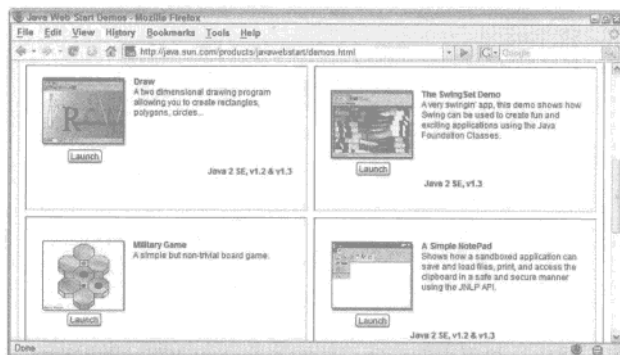 Java Web Start Demos - Mozilla Firefox
File Edit View History Bookmarks Tools Help
http://java.sun.com/products/javawebstart/demos.html
Google
Draw
A two dimensional drawing program
allowing you to create rectangles,
polygons, circles...
Launch
Java 2 SE, v1.2 & v1.3
The SwingSet Demo
A very swingin' app, this demo shows how
Swing can be used to create fun and
exciting applications using the Java
Foundation Classes.
Launch
Java 2 SE, v1.3
Military Game
A simple but non-trivial board game.
Launch
A Simple NotePad
Shows how a sandboxed application can
save and load files, print, and access the
clipboard in a safe and secure manner
using the JNLP API.
Launch
Java 2 SE, v1.2 & v1.3
Done